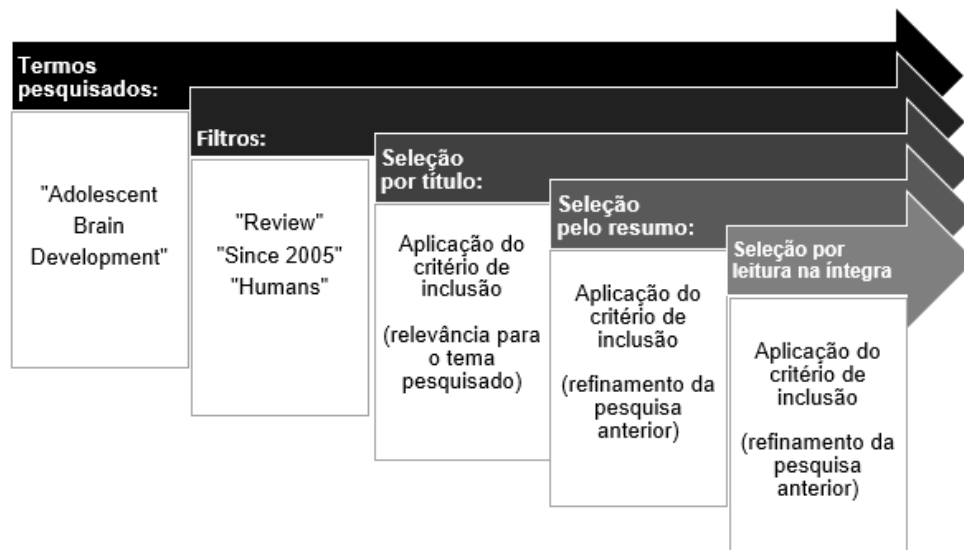 Termos
pesquisados:
"Adolescent
Brain
Development"
Filtros:
"Review"
"Since 2005"
"Humans"
Seleção
por título:
Aplicação do
critério de
inclusão
(relevância para
o tema
pesquisado)
Seleção
pelo resumo:
Aplicação do
critério de
inclusão
(refinamento da
pesquisa
anterior)
Seleção por
leitura na íntegra
Aplicação do
critério de
inclusão
(refinamento da
pesquisa
anterior)